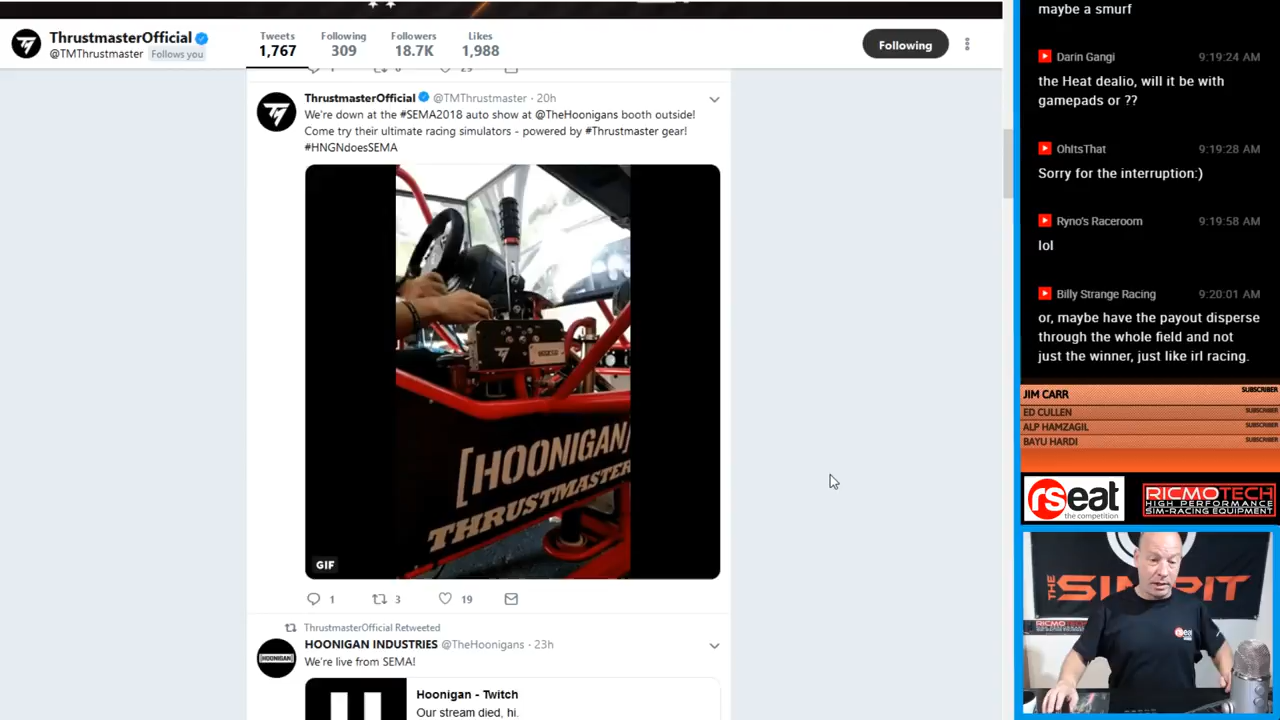 ThrustmasterOfficial
@TMThrustmaster Follows you
Tweets
1,767
Following
309
Followers
18.7K
Likes
1,988
Following
29
ThrustmasterOfficial @TMThrustmaster · 20h
We're down at the #SEMA2018 auto show at @TheHoonigans booth outside!
Come try their ultimate racing simulators - powered by #Thrustmaster gear!
#HNGNdoesSEMA
[HOONIGAN]
THRUSTMASTER
GIF
1
3
19
ThrustmasterOfficial Retweeted
HOONIGAN INDUSTRIES @TheHoonigans · 23h
We're live from SEMA!
HOONIGAN
Hoonigan - Twitch
Our stream died, hi.
maybe a smurf
Darin Gangi 9:19:24 AM
the Heat dealio, will it be with
gamepads or ??
OhItsThat 9:19:28 AM
Sorry for the interruption:)
Ryno's Raceroom 9:19:58 AM
lol
Billy Strange Racing 9:20:01 AM
or, maybe have the payout disperse
through the whole field and not
just the winner, just like irl racing.
JIM CARR SUBSCRIBER
ED CULLEN SUBSCRIBER
ALP HAMZAGIL SUBSCRIBER
BAYU HARDI SUBSCRIBER
rseat
the competition
RICMOTECH
HIGH PERFORMANCE
SIM-RACING EQUIPMENT
THE SIMPIT
rseat